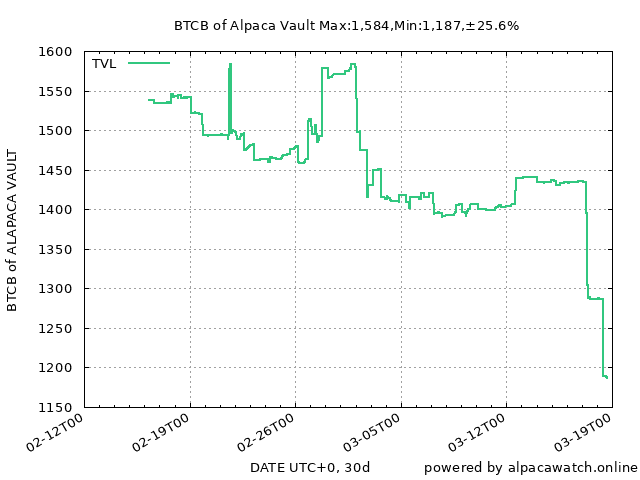 BTCB of Alpaca Vault Max:1,584,Min:1,187,±25.6%
TVL
1600
1550
1500
1450
1400
1350
1300
1250
1200
1150
BTCB of ALAPACA VAULT
02-12T00
02-19T00
02-26T00
03-05T00
03-12T00
03-19T00
DATE UTC+0, 30d
powered by alpacawatch.online